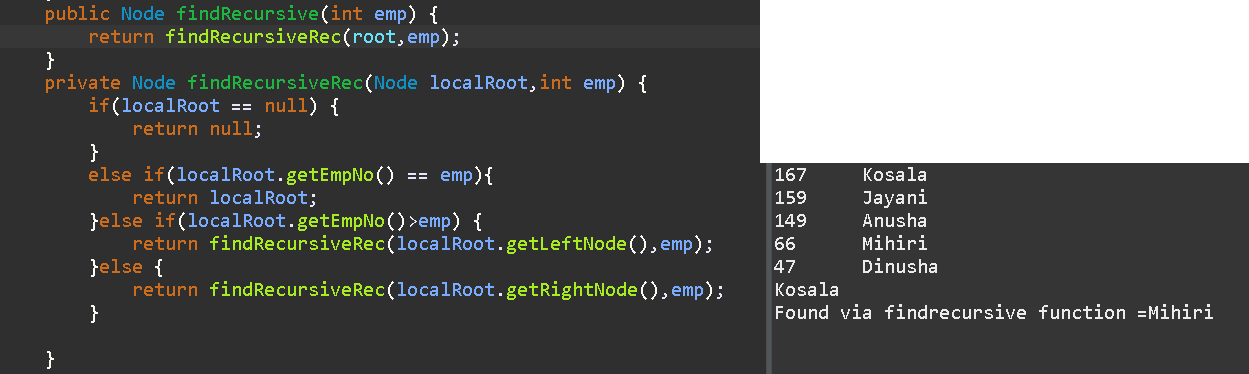 public Node findRecursive(int emp) {
return findRecursiveRec(root,emp);
}
private Node findRecursiveRec(Node localRoot,int emp) {
if(localRoot == null) {
return null;
}
else if(localRoot.getEmpNo() == emp){
return localRoot;
}else if(localRoot.getEmpNo()>emp) {
return findRecursiveRec(localRoot.getLeftNode(),emp);
}else {
return findRecursiveRec(localRoot.getRightNode(),emp);
}
}
167 Kosala
159 Jayani
149 Anusha
66 Mihiri
47 Dinusha
Kosala
Found via findrecursive function =Mihiri